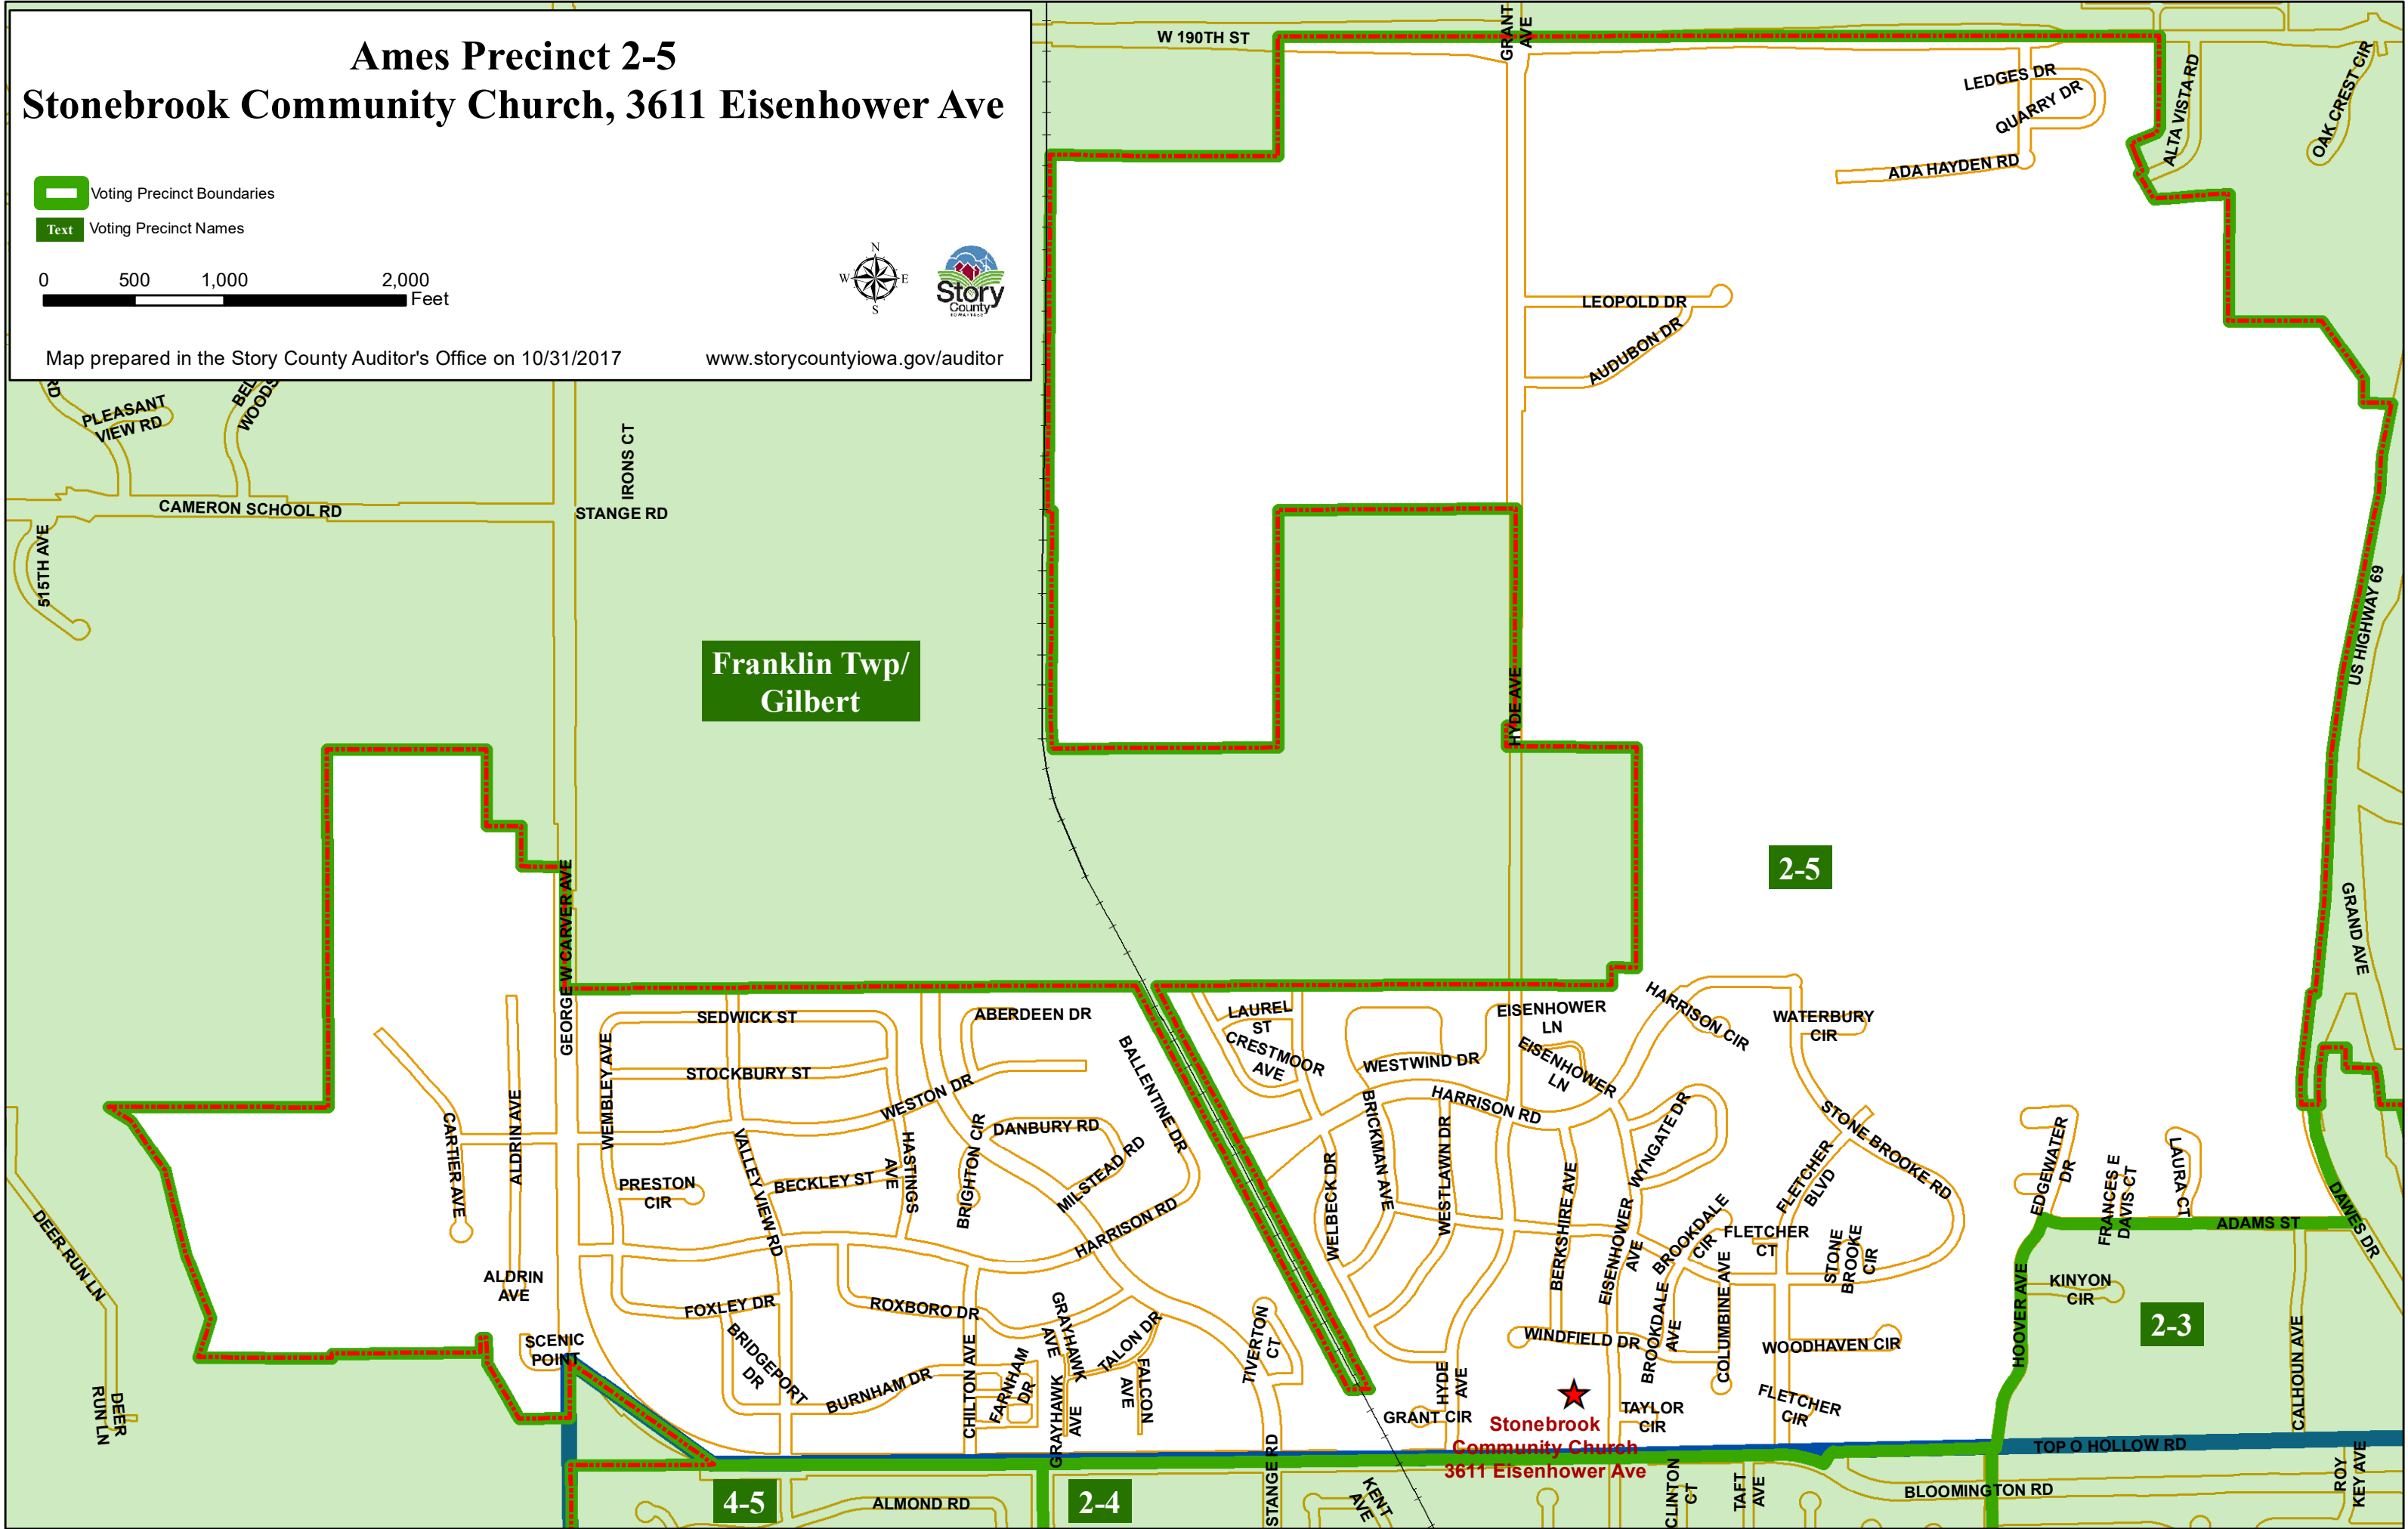 Ames Precinct 2-5
Stonebrook Community Church, 3611 Eisenhower Ave
Voting Precinct Boundaries
Text
Voting Precinct Names
0 500 1,000 2,000
Feet
N
W E
S
Story
County
IOWA • 1853
Map prepared in the Story County Auditor's Office on 10/31/2017
www.storycountyiowa.gov/auditor
W 190TH ST
GRANT
AVE
LEDGES DR
QUARRY DR
ADA HAYDEN RD
ALTA VISTA RD
OAK CREST CIR
LEOPOLD DR
AUDUBON DR
RD
PLEASANT
VIEW RD
BEL
WOODS
IRONS CT
CAMERON SCHOOL RD
STANGE RD
515TH AVE
Franklin Twp/
Gilbert
HYDE AVE
US HIGHWAY 69
2-5
GRAND AVE
GEORGE W CARVER AVE
SEDWICK ST
ABERDEEN DR
STOCKBURY ST
WEMBLEY AVE
WESTON DR
BALLENTINE DR
LAUREL
ST
CRESTMOOR
AVE
EISENHOWER
LN
EISENHOWER
LN
WESTWIND DR
HARRISON RD
HARRISON CIR
WATERBURY
CIR
CARTIER AVE
ALDRIN AVE
VALLEY VIEW RD
HASTINGS
AVE
BRIGHTON CIR
DANBURY RD
MILSTEAD RD
PRESTON
CIR
BECKLEY ST
HARRISON RD
WELBECK DR
BRICKMAN AVE
WESTLAWN DR
BERKSHIRE AVE
WYNGATE DR
EISENHOWER
AVE
STONE BROOKE RD
FLETCHER
BLVD
BROOKDALE
CIR
FLETCHER
CT
STONE
BROOKE
CIR
EDGEWATER
DR
FRANCES E
DAVIS CT
LAURA CT
ADAMS ST
DAWES DR
DEER RUN LN
ALDRIN
AVE
FOXLEY DR
ROXBORO DR
GRAYHAWK
AVE
TALON DR
TIVERTON
CT
WINDFIELD DR
BROOKDALE
AVE
COLUMBINE AVE
WOODHAVEN CIR
HOOVER AVE
KINYON
CIR
2-3
CALHOUN AVE
SCENIC
POINT
BRIDGEPORT
DR
BURNHAM DR
CHILTON AVE
FARNHAM
DR
GRAYHAWK
AVE
FALCON
AVE
HYDE
AVE
GRANT CIR
TAYLOR
CIR
FLETCHER
CIR
DEER
RUN LN
Stonebrook
Community Church
3611 Eisenhower Ave
TOP O HOLLOW RD
4-5
2-4
ALMOND RD
STANGE RD
KENT
AVE
CLINTON
CT
TAFT
AVE
BLOOMINGTON RD
ROY
KEY AVE